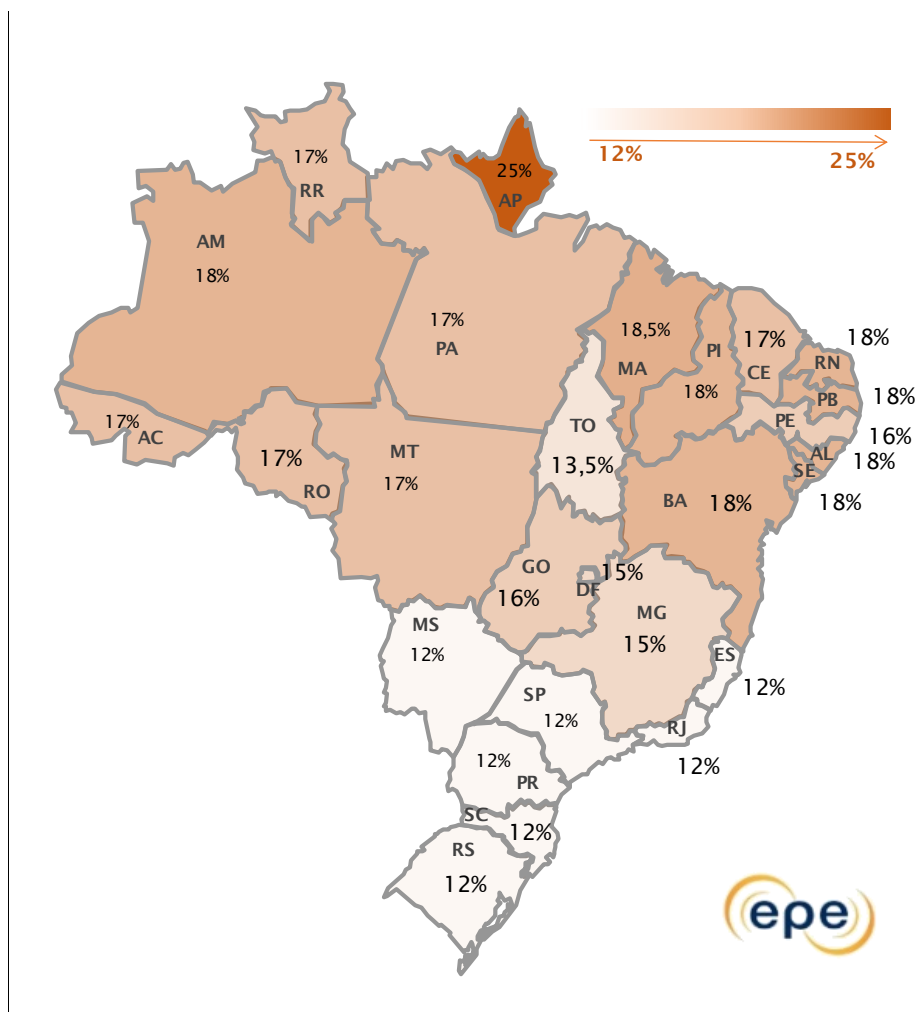 12%
25%
17%
RR
25%
AP
AM
18%
17%
PA
18,5%
MA
PI
18%
17%
CE
18%
RN
PB
18%
PE
16%
AL
18%
SE
18%
17%
AC
17%
RO
MT
17%
TO
13,5%
BA 18%
GO
16%
15%
DF
MG
15%
MS
12%
ES
12%
SP
12%
RJ
12%
12%
PR
SC
12%
RS
12%
epe